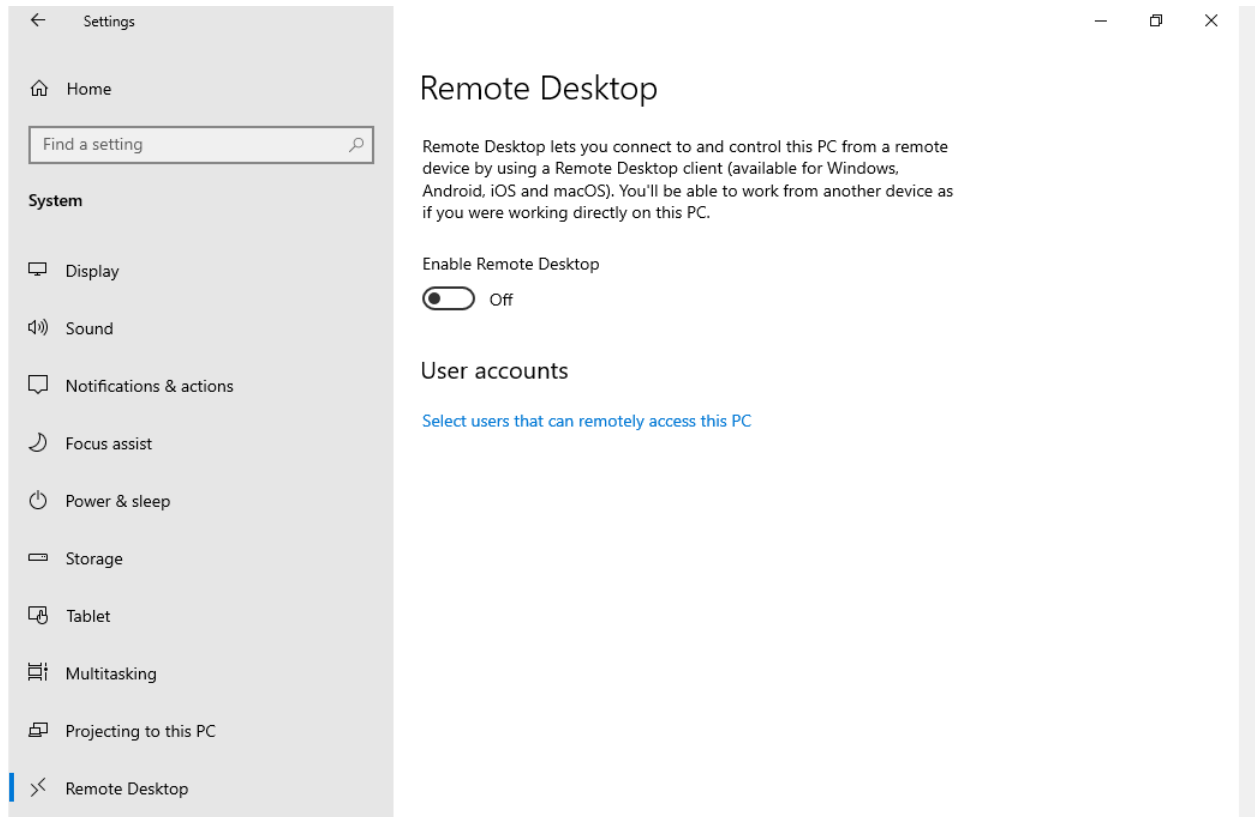 Settings
Home
Find a setting
System
Display
Sound
Notifications & actions
Focus assist
Power & sleep
Storage
Tablet
Multitasking
Projecting to this PC
Remote Desktop
Remote Desktop
Remote Desktop lets you connect to and control this PC from a remote
device by using a Remote Desktop client (available for Windows,
Android, iOS and macOS). You'll be able to work from another device as
if you were working directly on this PC.
Enable Remote Desktop
Off
User accounts
Select users that can remotely access this PC